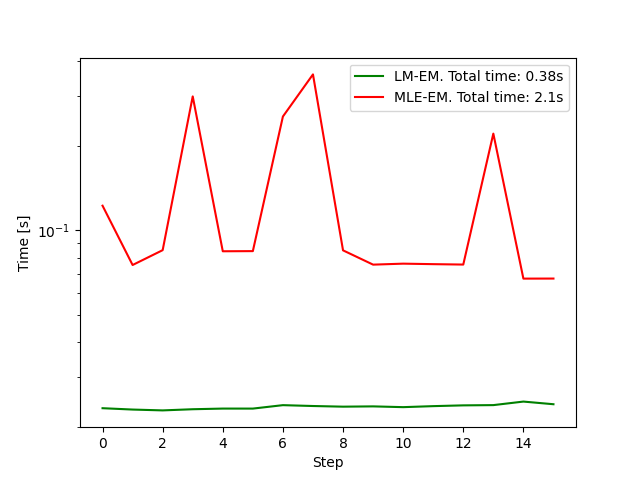 LM-EM. Total time: 0.38s
MLE-EM. Total time: 2.1s
Time [s]
10⁻¹
0 2 4 6 8 10 12 14
Step